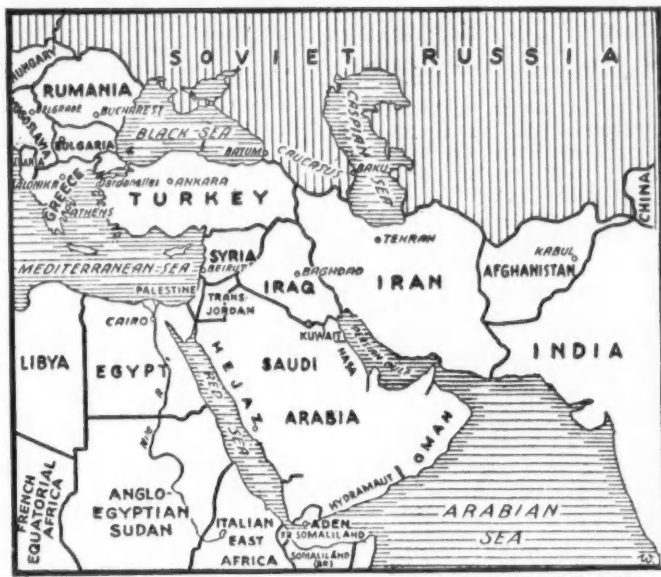 SOVIET RUSSIA
HUNGARY
RUMANIA
BELGRADE
BUCHAREST
BLACK SEA
CASPIAN SEA
BULGARIA
BATUM
CAUCASUS
BAKU
CHINA
GREECE
Dardanelles
ANKARA
TURKEY
ATHENS
TEHRAN
KABUL
AFGHANISTAN
SYRIA
BEIRUT
MEDITERRANEAN SEA
BAGHDAD
IRAQ
IRAN
PALESTINE
TRANS-
JORDAN
CAIRO
KUWAIT
HASA
INDIA
LIBYA
EGYPT
HEJAZ
RED SEA
SAUDI
ARABIA
OMAN
FRENCH
EQUATORIAL
AFRICA
ANGLO-
EGYPTIAN
SUDAN
HYDRAMAUT
ARABIAN
SEA
ITALIAN
EAST
AFRICA
ADEN
FR SOMALILAND
SOMALILAND
(BR)
W.